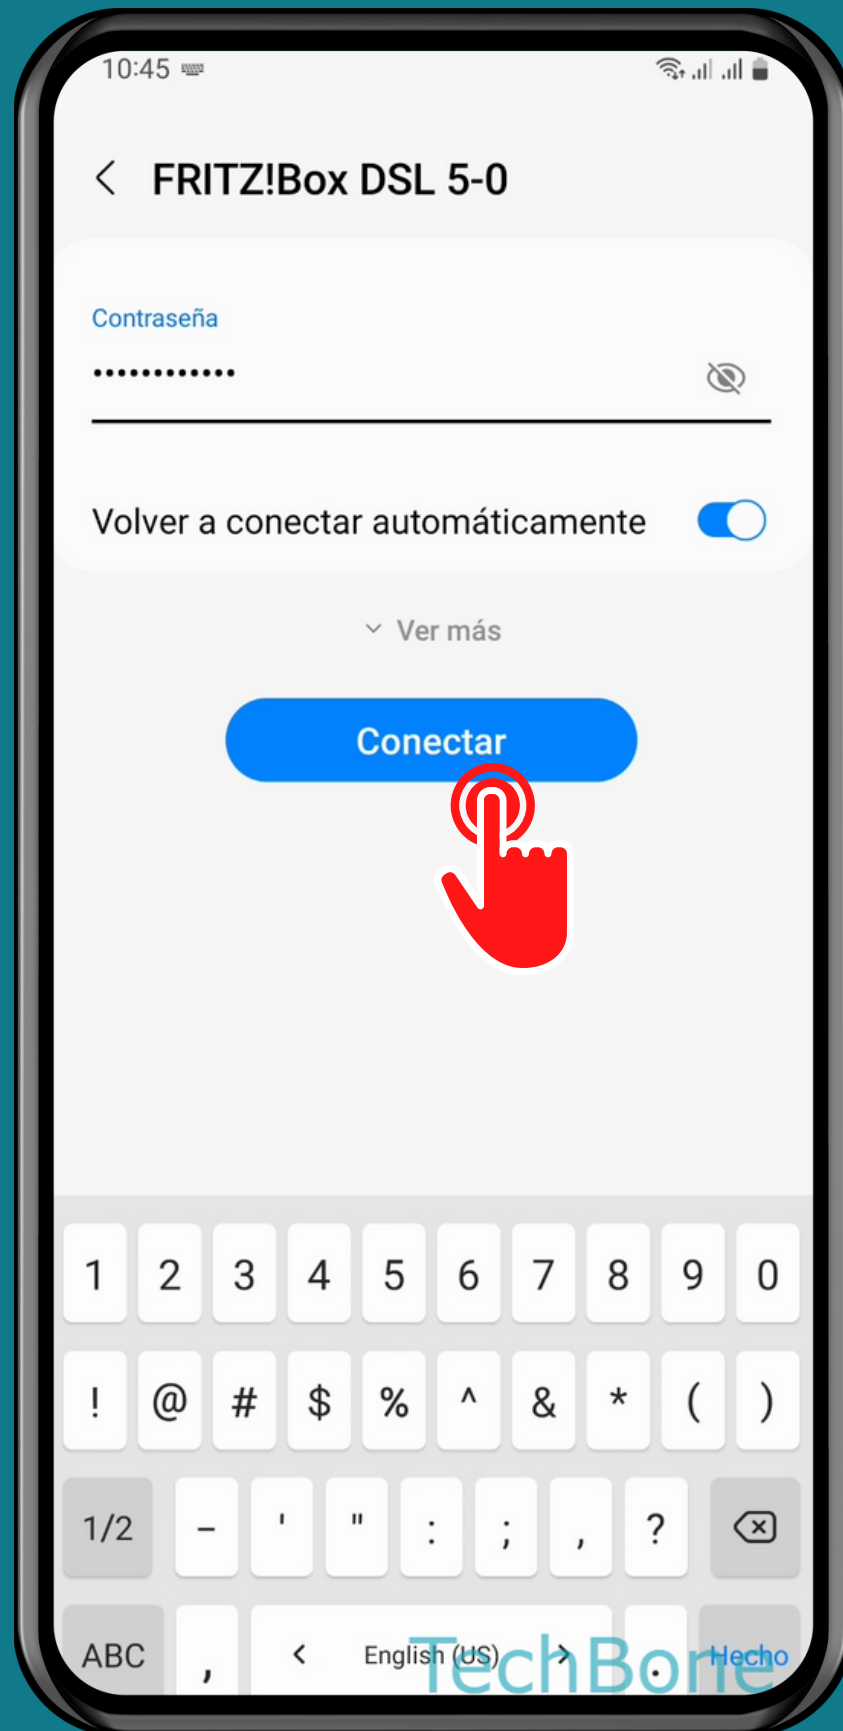 10:45
FRITZ!Box DSL 5-0
Contraseña
••••••••••••
Volver a conectar automáticamente
Ver más
Conectar
1 2 3 4 5 6 7 8 9 0
! @ # $ % ^ & * ( )
1/2 - ' " : ; , ?
ABC , < English (US) > . Hecho
TechBone